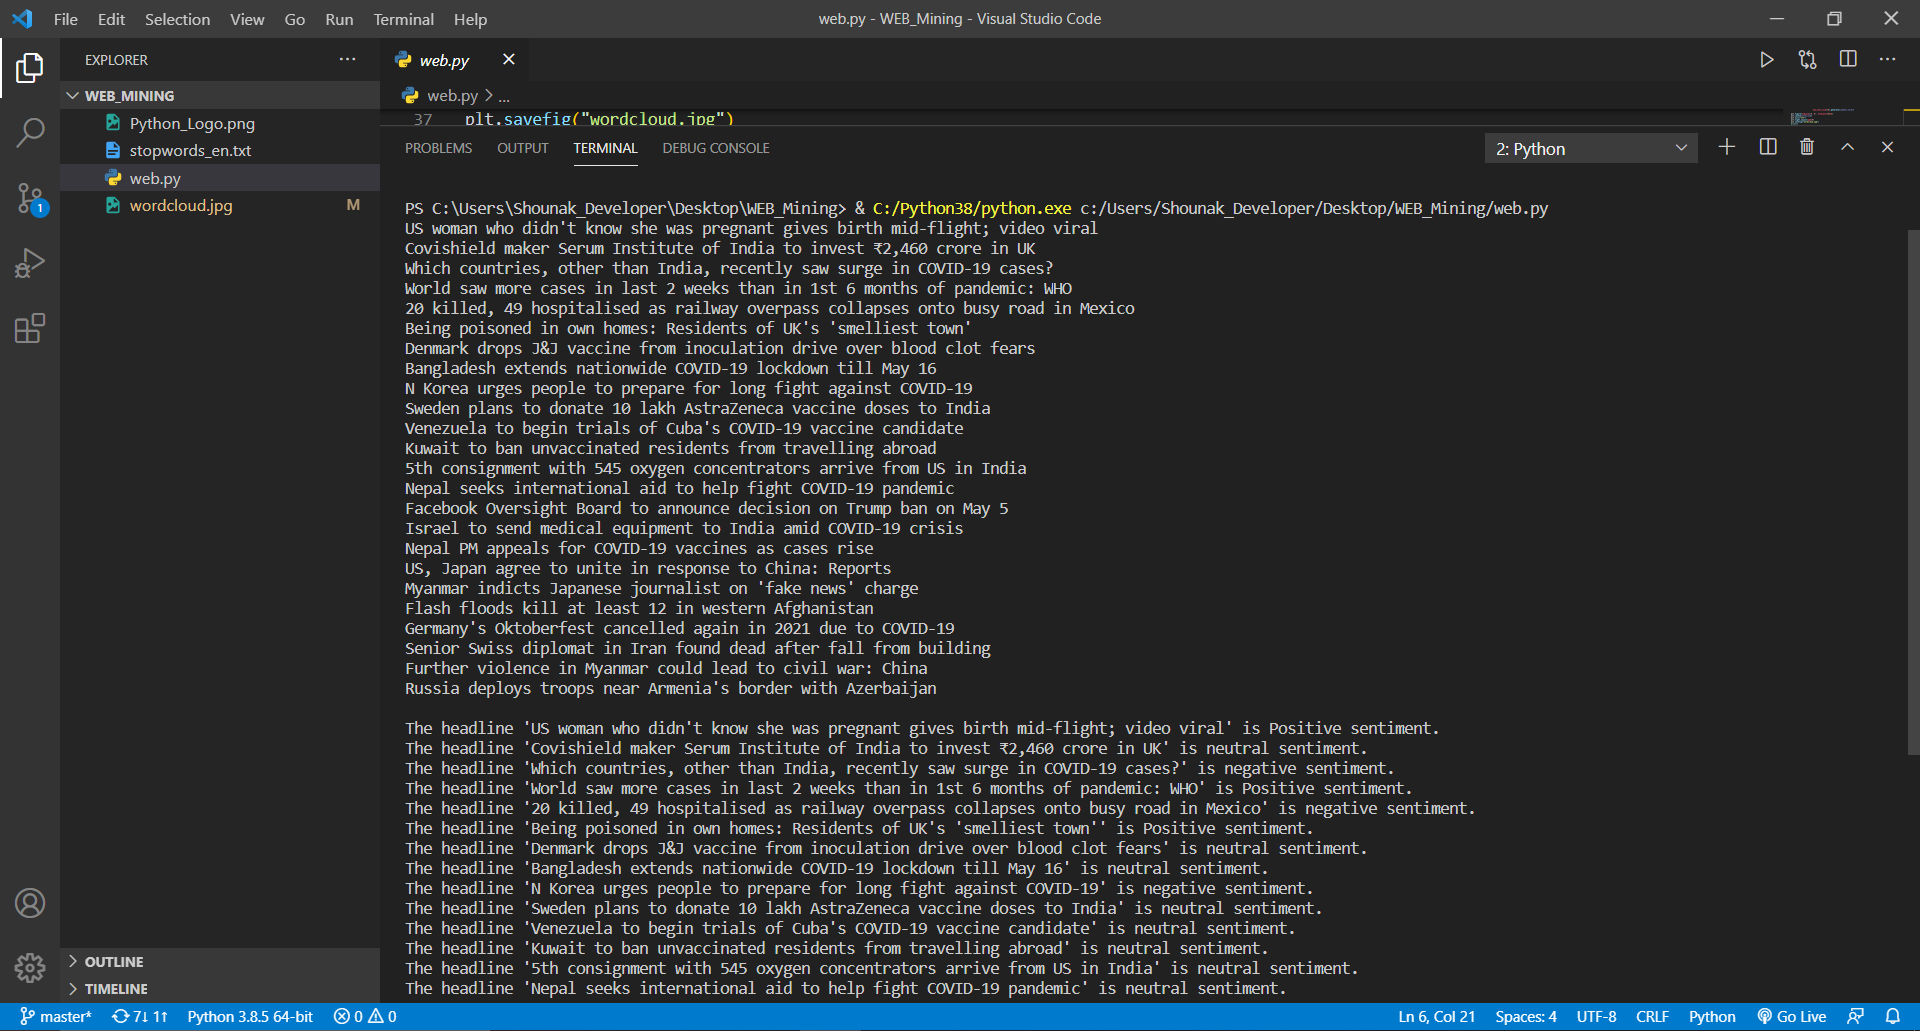 File Edit Selection View Go Run Terminal Help
web.py - WEB_Mining - Visual Studio Code
EXPLORER
WEB_MINING
Python_Logo.png
stopwords_en.txt
web.py
wordcloud.jpg M
1
OUTLINE
TIMELINE
web.py
web.py > ...
37 plt.savefig("wordcloud.jpg")
PROBLEMS OUTPUT TERMINAL DEBUG CONSOLE
2: Python
PS C:\Users\Shounak_Developer\Desktop\WEB_Mining> & C:/Python38/python.exe c:/Users/Shounak_Developer/Desktop/WEB_Mining/web.py
US woman who didn't know she was pregnant gives birth mid-flight; video viral
Covishield maker Serum Institute of India to invest ₹2,460 crore in UK
Which countries, other than India, recently saw surge in COVID-19 cases?
World saw more cases in last 2 weeks than in 1st 6 months of pandemic: WHO
20 killed, 49 hospitalised as railway overpass collapses onto busy road in Mexico
Being poisoned in own homes: Residents of UK's 'smelliest town'
Denmark drops J&J vaccine from inoculation drive over blood clot fears
Bangladesh extends nationwide COVID-19 lockdown till May 16
N Korea urges people to prepare for long fight against COVID-19
Sweden plans to donate 10 lakh AstraZeneca vaccine doses to India
Venezuela to begin trials of Cuba's COVID-19 vaccine candidate
Kuwait to ban unvaccinated residents from travelling abroad
5th consignment with 545 oxygen concentrators arrive from US in India
Nepal seeks international aid to help fight COVID-19 pandemic
Facebook Oversight Board to announce decision on Trump ban on May 5
Israel to send medical equipment to India amid COVID-19 crisis
Nepal PM appeals for COVID-19 vaccines as cases rise
US, Japan agree to unite in response to China: Reports
Myanmar indicts Japanese journalist on 'fake news' charge
Flash floods kill at least 12 in western Afghanistan
Germany's Oktoberfest cancelled again in 2021 due to COVID-19
Senior Swiss diplomat in Iran found dead after fall from building
Further violence in Myanmar could lead to civil war: China
Russia deploys troops near Armenia's border with Azerbaijan
The headline 'US woman who didn't know she was pregnant gives birth mid-flight; video viral' is Positive sentiment.
The headline 'Covishield maker Serum Institute of India to invest ₹2,460 crore in UK' is neutral sentiment.
The headline 'Which countries, other than India, recently saw surge in COVID-19 cases?' is negative sentiment.
The headline 'World saw more cases in last 2 weeks than in 1st 6 months of pandemic: WHO' is Positive sentiment.
The headline '20 killed, 49 hospitalised as railway overpass collapses onto busy road in Mexico' is negative sentiment.
The headline 'Being poisoned in own homes: Residents of UK's 'smelliest town'' is Positive sentiment.
The headline 'Denmark drops J&J vaccine from inoculation drive over blood clot fears' is neutral sentiment.
The headline 'Bangladesh extends nationwide COVID-19 lockdown till May 16' is neutral sentiment.
The headline 'N Korea urges people to prepare for long fight against COVID-19' is negative sentiment.
The headline 'Sweden plans to donate 10 lakh AstraZeneca vaccine doses to India' is neutral sentiment.
The headline 'Venezuela to begin trials of Cuba's COVID-19 vaccine candidate' is neutral sentiment.
The headline 'Kuwait to ban unvaccinated residents from travelling abroad' is neutral sentiment.
The headline '5th consignment with 545 oxygen concentrators arrive from US in India' is neutral sentiment.
The headline 'Nepal seeks international aid to help fight COVID-19 pandemic' is neutral sentiment.
master* 7↓ 1↑ Python 3.8.5 64-bit 0 0
Ln 6, Col 21 Spaces: 4 UTF-8 CRLF Python Go Live